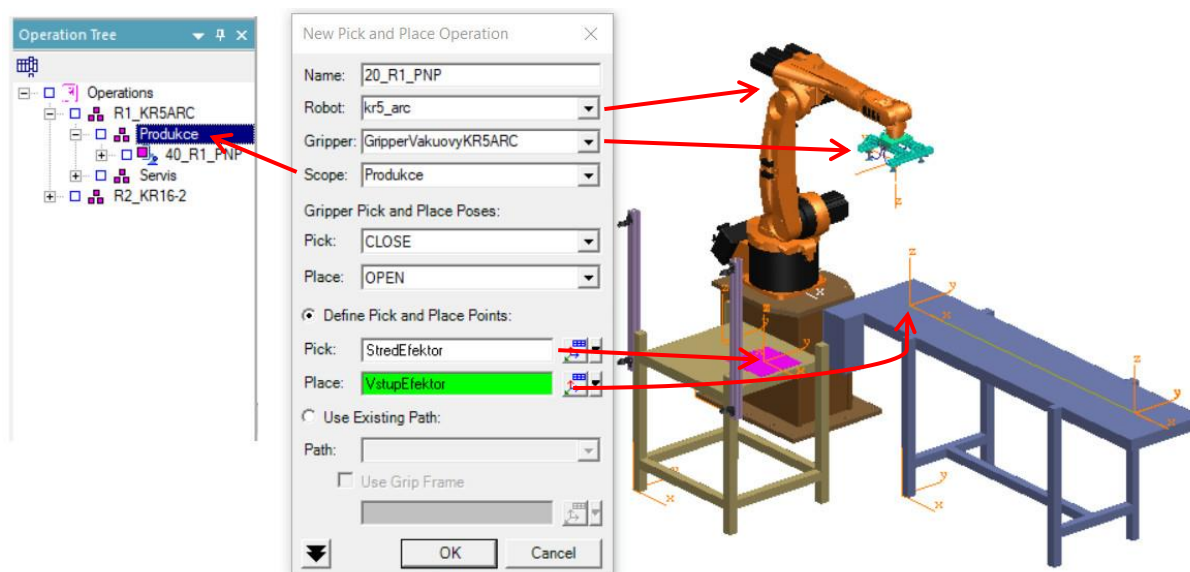 Operation Tree
Operations
R1_KR5ARC
Produkce
40_R1_PNP
Servis
R2_KR16-2
New Pick and Place Operation
Name: 20_R1_PNP
Robot: kr5_arc
Gripper: GripperVakuovyKR5ARC
Scope: Produkce
Gripper Pick and Place Poses:
Pick: CLOSE
Place: OPEN
Define Pick and Place Points:
Pick: StredEfektor
Place: VstupEfektor
Use Existing Path:
Path:
Use Grip Frame
OK Cancel
z
x
z
z
y
x
z
y
x
z
y
x
y
x
y
x